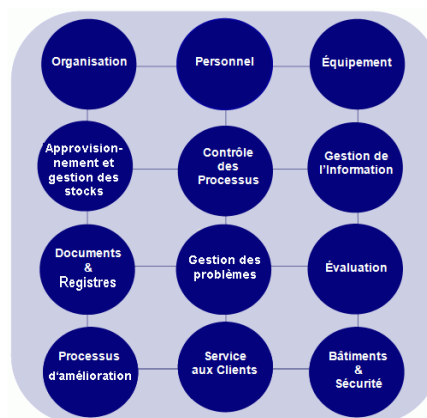 Organisation
Personnel
Équipement
Approvision-
nement et
gestion des
stocks
Contrôle
des
Processus
Gestion de
l'Information
Documents
&
Registres
Gestion des
problèmes
Évaluation
Processus
d'amélioration
Service
aux Clients
Bâtiments
&
Sécurité